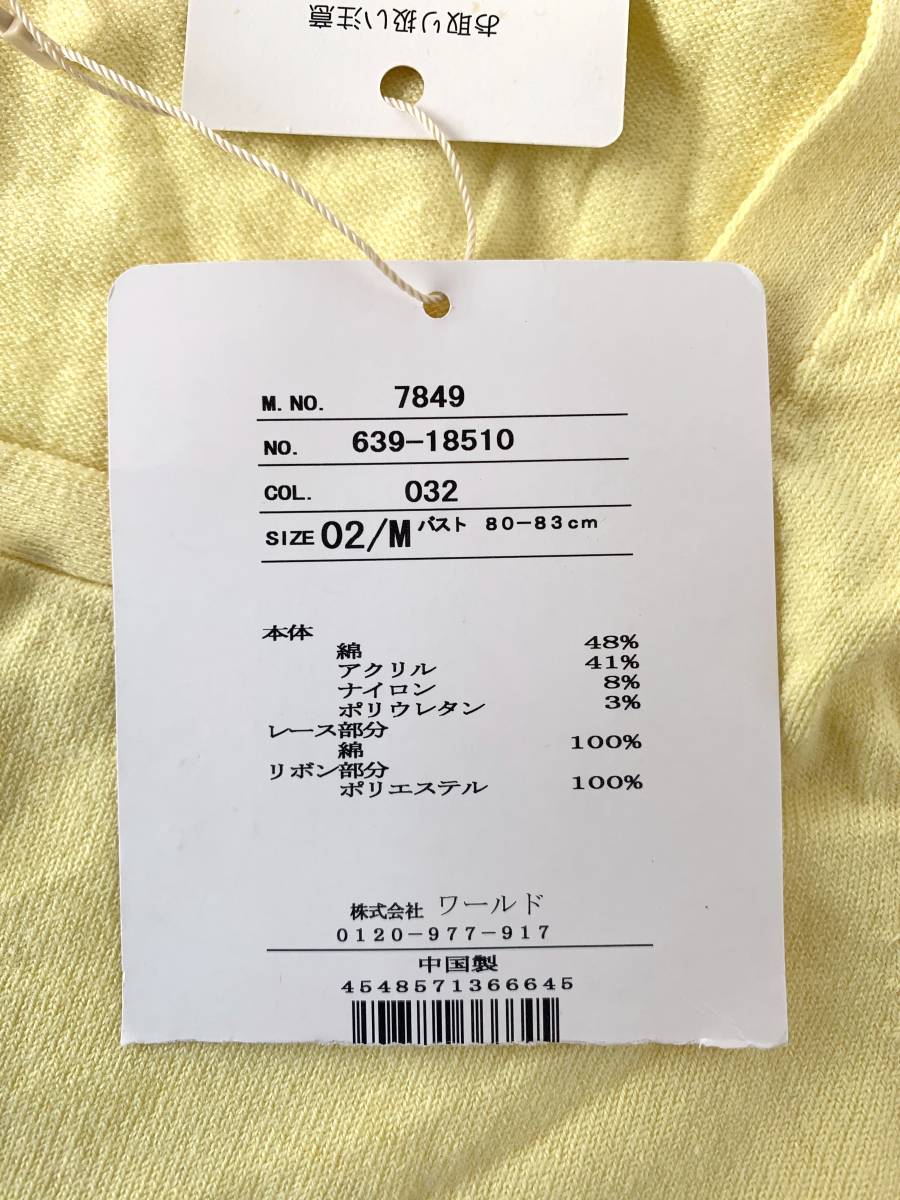 お取り扱い注意
M. NO. 7849
NO. 639-18510
COL. 032
SIZE 02/M バスト 80-83cm
本体
綿 48%
アクリル 41%
ナイロン 8%
ポリウレタン 3%
レース部分
綿 100%
リボン部分
ポリエステル 100%
株式会社 ワールド
0120-977-917
中国製
4548571366645